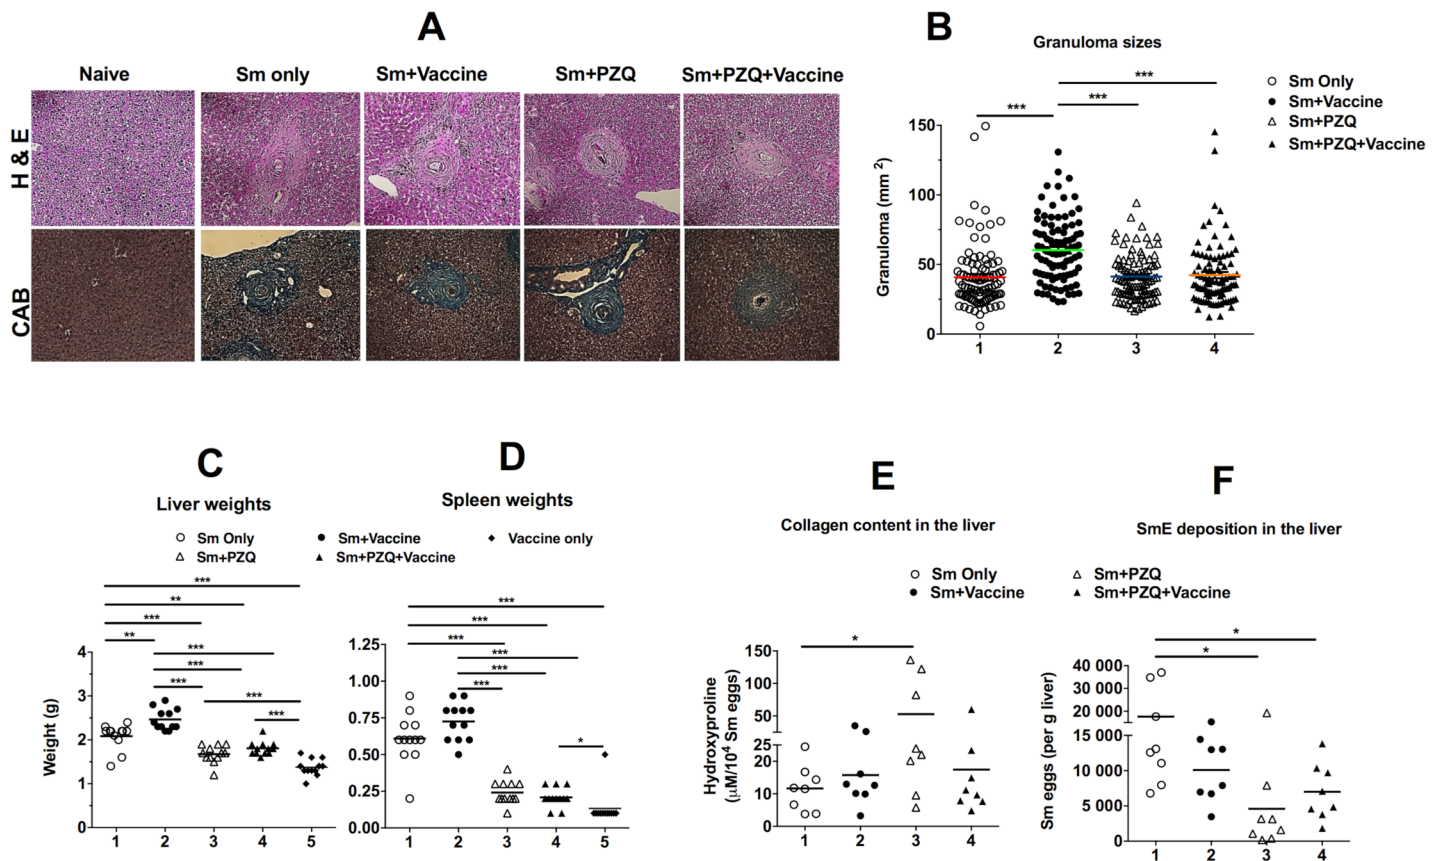 A
Naive
Sm only
Sm+Vaccine
Sm+PZQ
Sm+PZQ+Vaccine
H & E
CAB
B
Granuloma sizes
Sm Only
Sm+Vaccine
Sm+PZQ
Sm+PZQ+Vaccine
***
***
***
Granuloma (mm 2)
150
100
50
0
1 2 3 4
C
Liver weights
Sm Only
Sm+Vaccine
Vaccine only
Sm+PZQ
Sm+PZQ+Vaccine
***
**
***
**
***
***
***
***
***
Weight (g)
4
3
2
1
0
1 2 3 4 5
D
Spleen weights
***
***
***
***
***
***
*
1.25
1.00
0.75
0.50
0.25
0.00
1 2 3 4 5
E
Collagen content in the liver
Sm Only
Sm+PZQ
Sm+Vaccine
Sm+PZQ+Vaccine
*
Hydroxyproline
(µM/10⁴ Sm eggs)
150
100
50
25
20
10
0
1 2 3 4
F
SmE deposition in the liver
*
*
Sm eggs (per g liver)
40 000
30 000
20 000
15 000
10 000
5 000
0
1 2 3 4